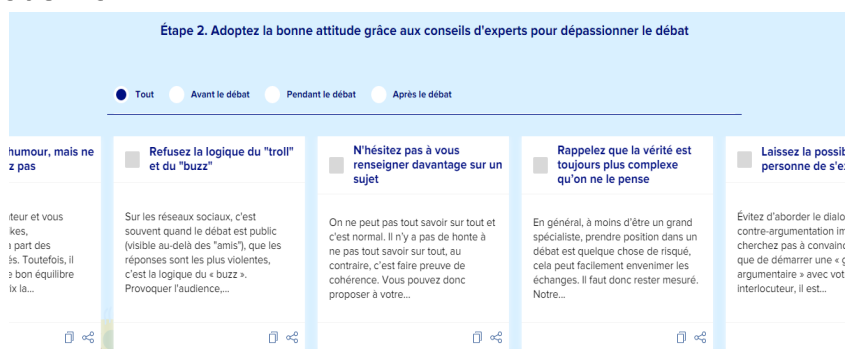 Étape 2. Adoptez la bonne attitude grâce aux conseils d'experts pour dépassionner le débat
Tout
Avant le débat
Pendant le débat
Après le débat
humour, mais ne
z pas
ateur et vous
kes,
a part des
és. Toutefois, il
e bon équilibre
ix la...
Refusez la logique du "troll"
et du "buzz"
Sur les réseaux sociaux, c'est
souvent quand le débat est public
(visible au-delà des "amis"), que les
réponses sont les plus violentes,
c'est la logique du « buzz ».
Provoquer l'audience,...
N'hésitez pas à vous
renseigner davantage sur un
sujet
On ne peut pas tout savoir sur tout et
c'est normal. Il n'y a pas de honte à
ne pas tout savoir sur tout, au
contraire, c'est faire preuve de
cohérence. Vous pouvez donc
proposer à votre...
Rappelez que la vérité est
toujours plus complexe
qu'on ne le pense
En général, à moins d'être un grand
spécialiste, prendre position dans un
débat est quelque chose de risqué,
cela peut facilement envenimer les
échanges. Il faut donc rester mesuré.
Notre...
Laissez la possib
personne de s'e
Évitez d'aborder le dialo
contre-argumentation im
cherchez pas à convainc
que de démarrer une « g
argumentaire » avec vot
interlocuteur, il est...